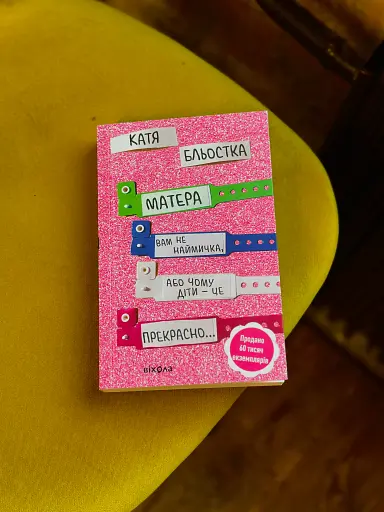 КАТЯ
БЛЬОСТКА
МАТЕРА
ВАМ НЕ
НАЙМИЧКА,
АБО ЧОМУ
ДІТИ – ЦЕ
ПРЕКРАСНО...
Продано
60 тисяч
екземплярів
віхола